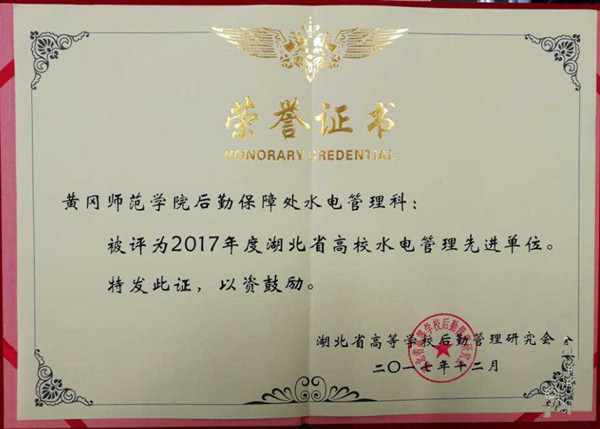 荣誉证书
HONORARY CREDENTIAL
黄冈师范学院后勤保障处水电管理科：
被评为2017年度湖北省高校水电管理先进单位。
特发此证，以资鼓励。
湖北省高等学校后勤管理研究会
二〇一七年十二月